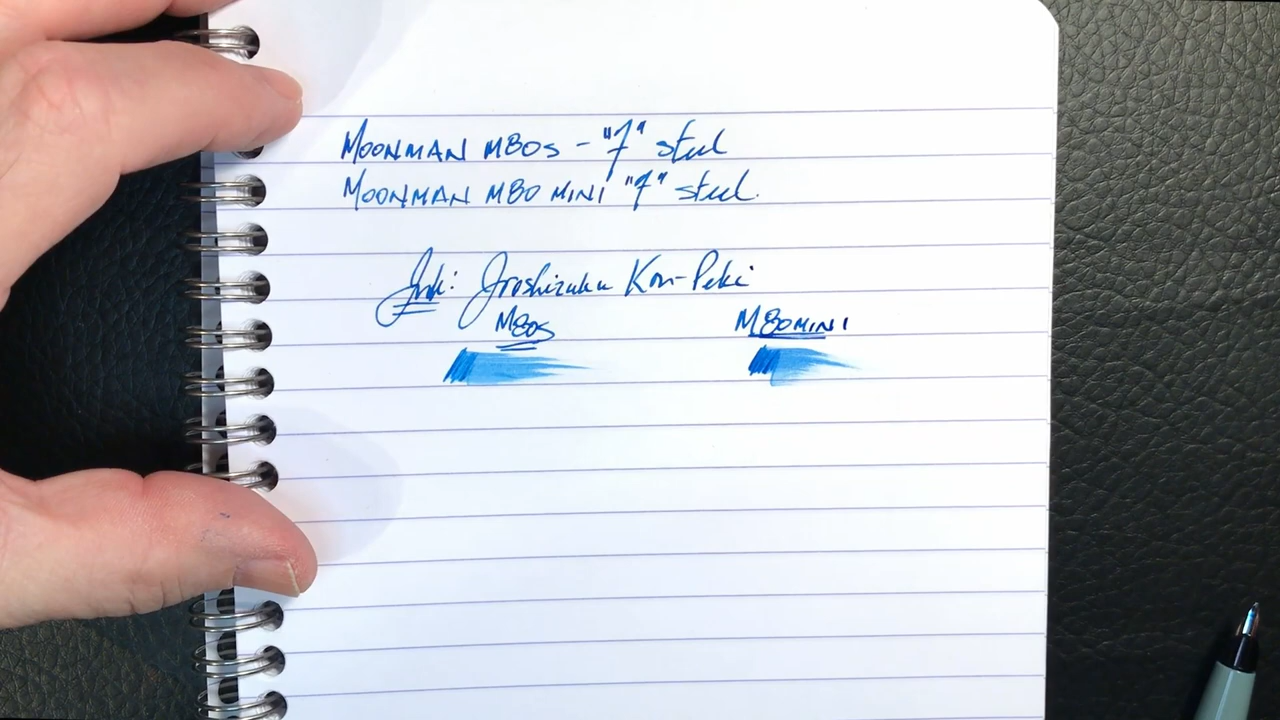 MOONMAN M80S - "f" steel
MOONMAN M80 MINI "f" steel.
Ink: Iroshizuku Kon-Peki
M80S M80MINI